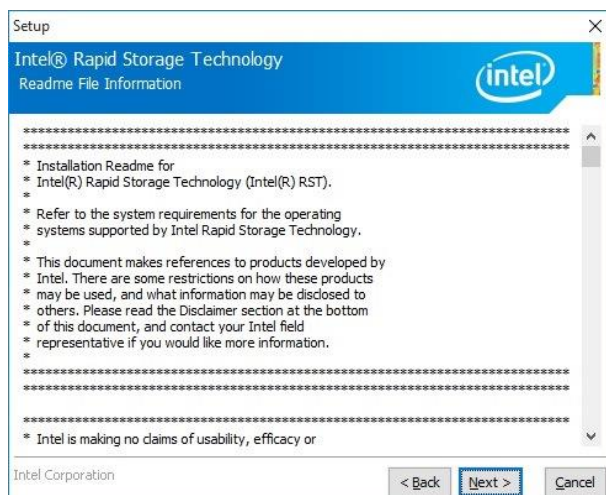 Setup
Intel® Rapid Storage Technology
Readme File Information
intel
******************************************************************************
******************************************************************************
* Installation Readme for
* Intel(R) Rapid Storage Technology (Intel(R) RST).
*
* Refer to the system requirements for the operating
* systems supported by Intel Rapid Storage Technology.
*
* This document makes references to products developed by
* Intel. There are some restrictions on how these products
* may be used, and what information may be disclosed to
* others. Please read the Disclaimer section at the bottom
* of this document, and contact your Intel field
* representative if you would like more information.
*
******************************************************************************
******************************************************************************
******************************************************************************
* Intel is making no claims of usability, efficacy or
Intel Corporation
< Back Next > Cancel